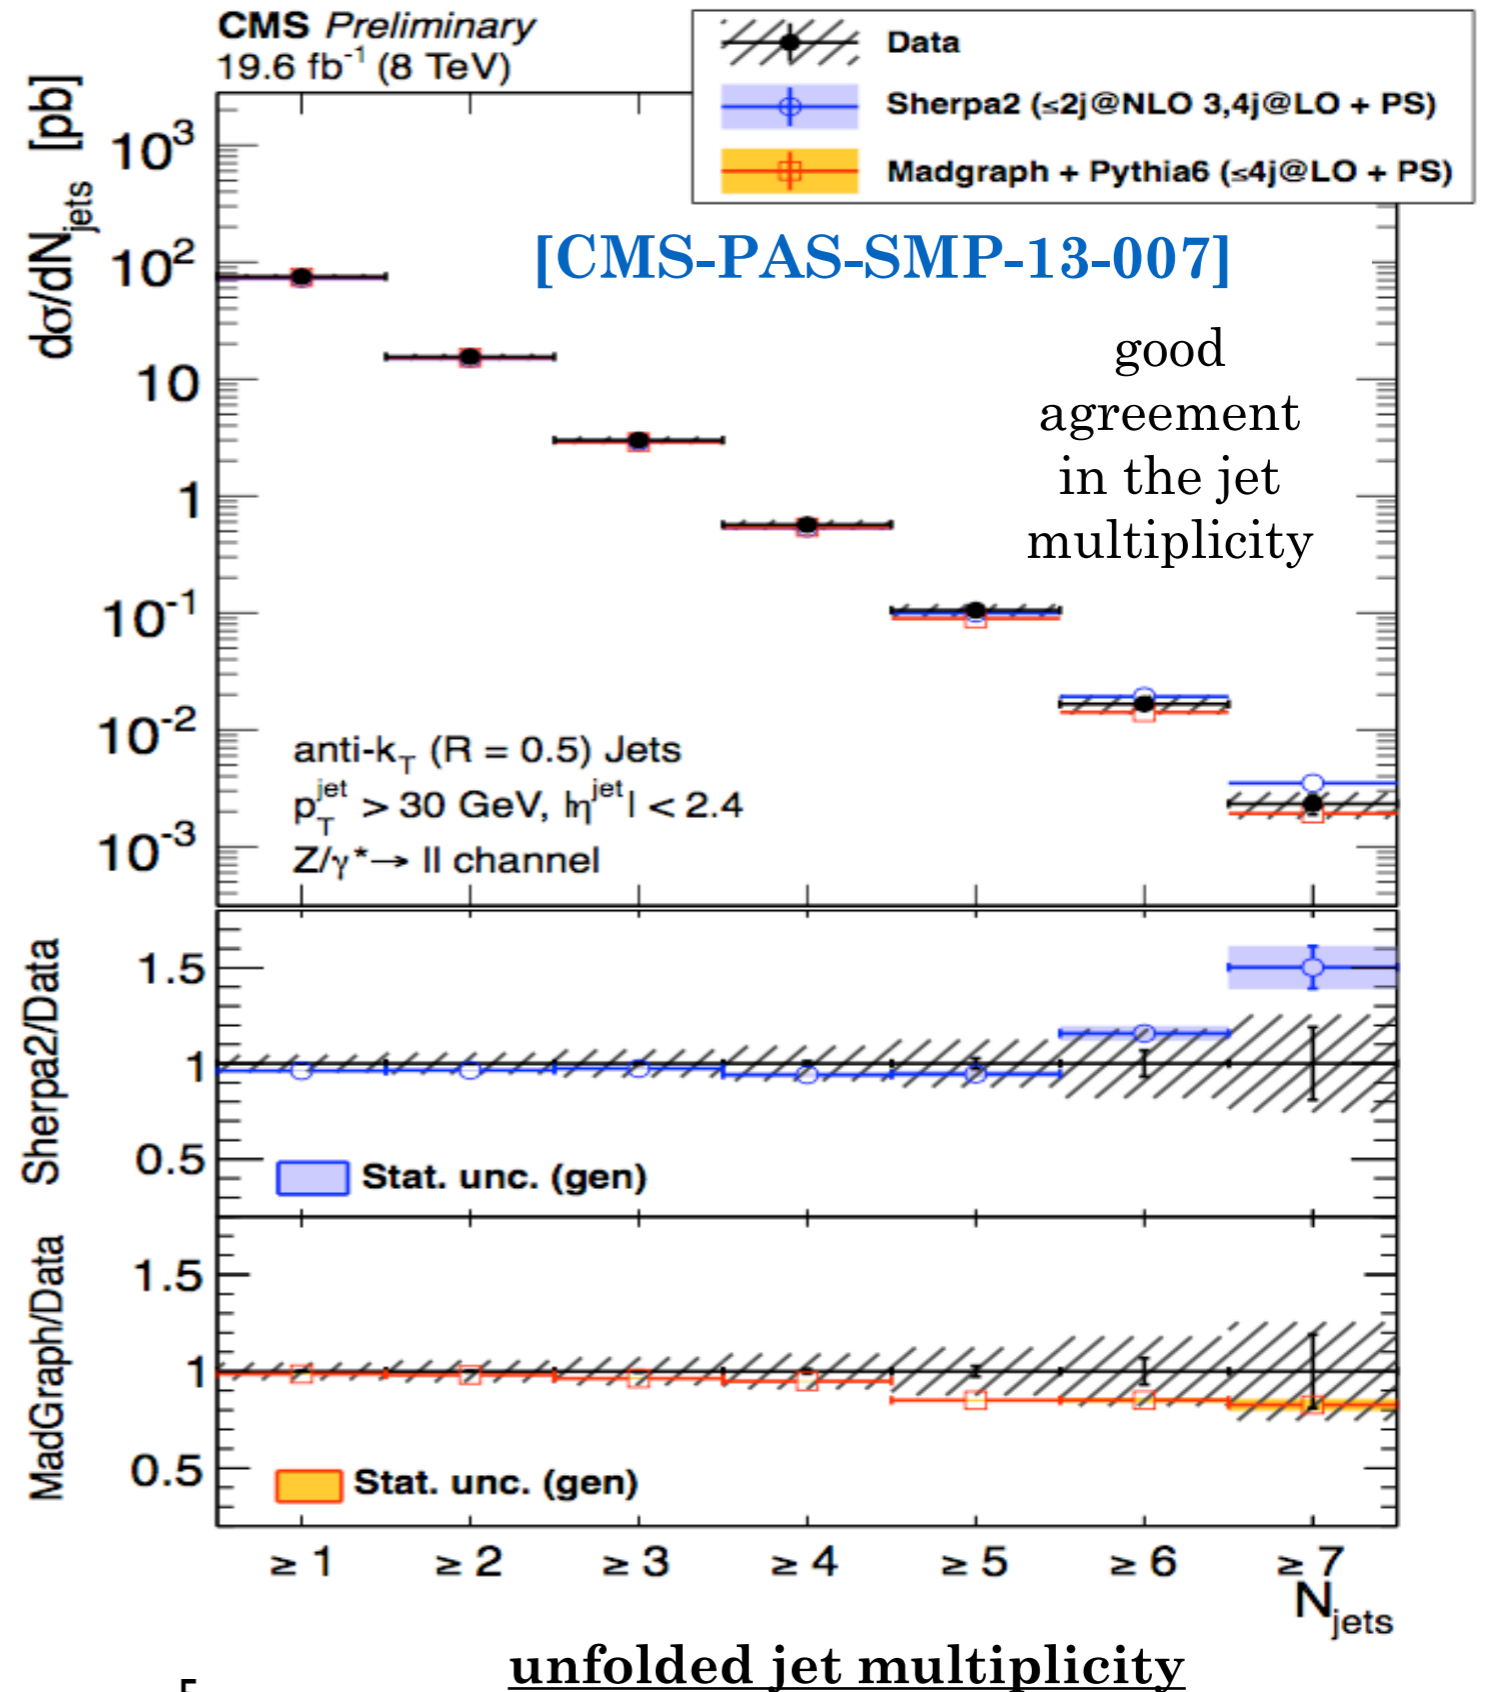 CMS Preliminary
19.6 fb⁻¹ (8 TeV)
Data
Sherpa2 (≤2j@NLO 3,4j@LO + PS)
Madgraph + Pythia6 (≤4j@LO + PS)
dσ/dN_jets [pb]
10³
10²
10
1
10⁻¹
10⁻²
10⁻³
[CMS-PAS-SMP-13-007]
good
agreement
in the jet
multiplicity
anti-k_T (R = 0.5) Jets
p_T^jet > 30 GeV, |η^jet| < 2.4
Z/γ*→ ll channel
Sherpa2/Data
1.5
1
0.5
Stat. unc. (gen)
MadGraph/Data
1.5
1
0.5
Stat. unc. (gen)
≥ 1 ≥ 2 ≥ 3 ≥ 4 ≥ 5 ≥ 6 ≥ 7
N_jets
unfolded jet multiplicity